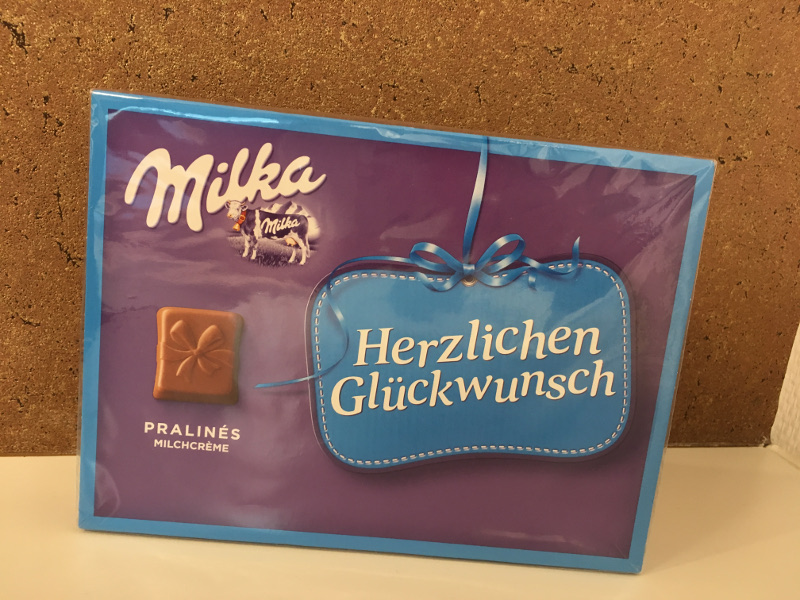 Milka
Milka
Herzlichen
Glückwunsch
PRALINÉS
MILCHCRÈME